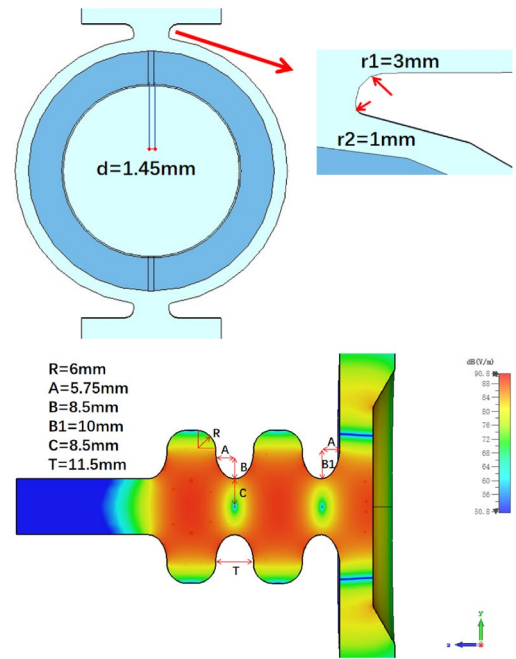 r1=3mm
r2=1mm
d=1.45mm
R=6mm
A=5.75mm
B=8.5mm
B1=10mm
C=8.5mm
T=11.5mm
dB(V/m)
90.8
88
84
80
76
72
68
64
60
56
50.8
R
A
B
C
T
A
B1
y
z